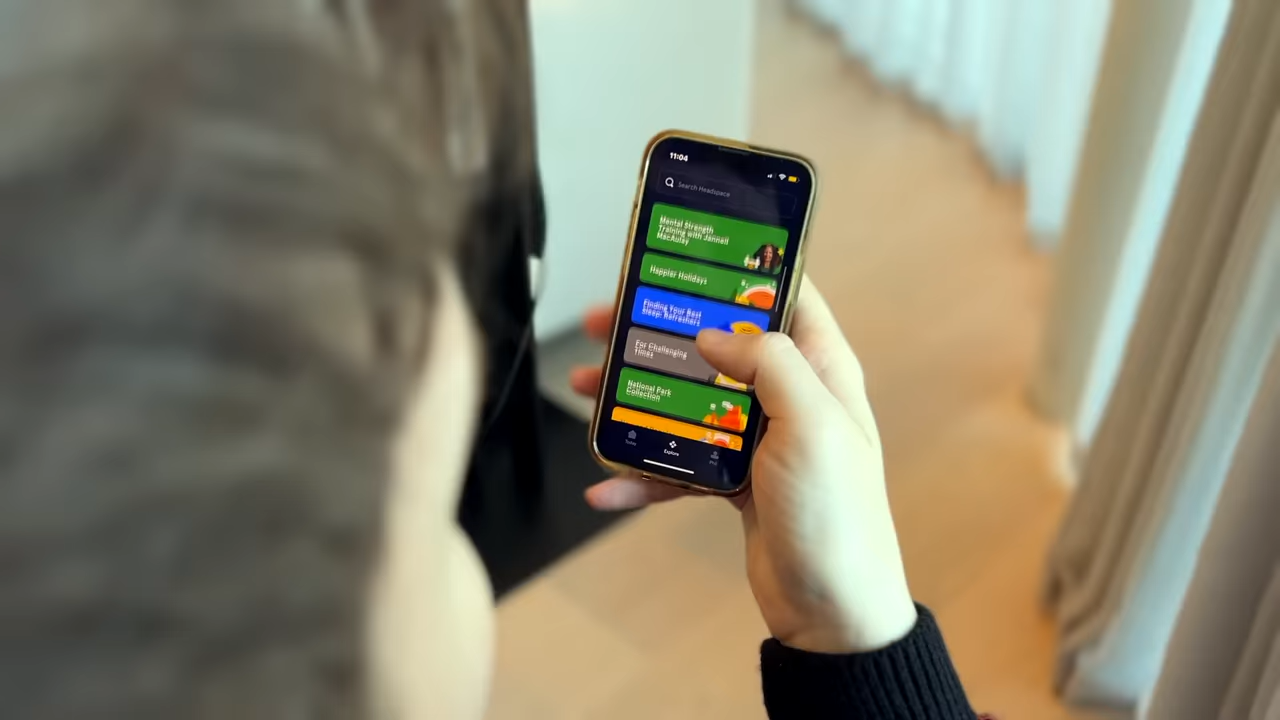 11:04
Search Headspace
Mental Strength
Training with Jannell
MacAulay
Happier Holidays
Finding Your Best
Sleep: Refreshers
For Challenging
Times
National Park
Collection
Explore